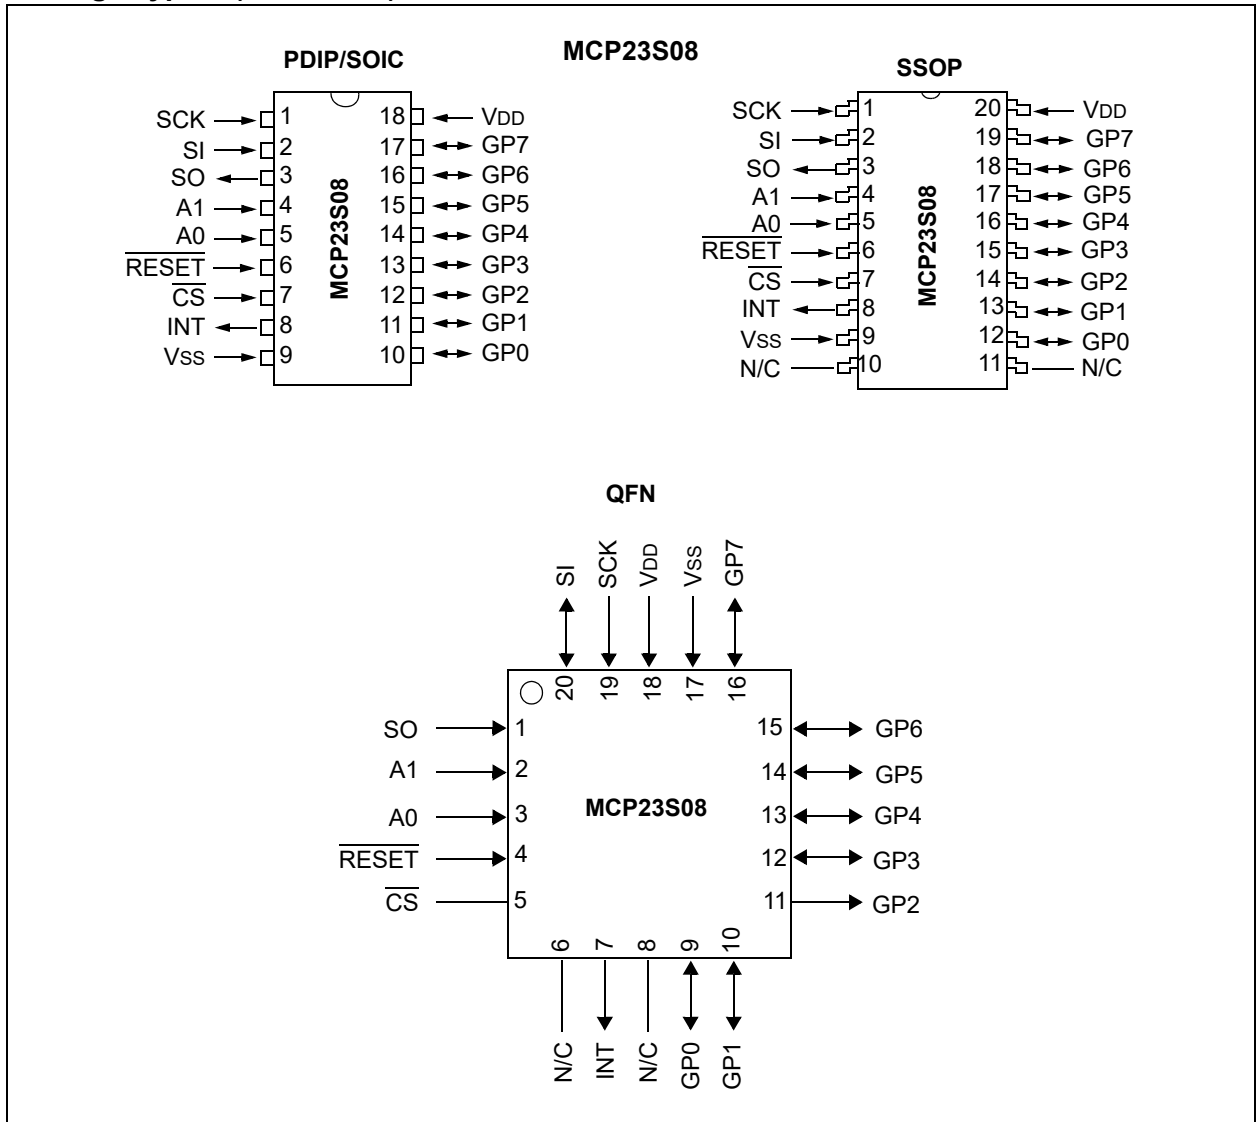 MCP23S08
PDIP/SOIC
SCK 1 18 VDD
SI 2 17 GP7
SO 3 16 GP6
A1 4 15 GP5
A0 5 14 GP4
RESET 6 13 GP3
CS 7 12 GP2
INT 8 11 GP1
VSS 9 10 GP0
MCP23S08
SSOP
SCK 1 20 VDD
SI 2 19 GP7
SO 3 18 GP6
A1 4 17 GP5
A0 5 16 GP4
RESET 6 15 GP3
CS 7 14 GP2
INT 8 13 GP1
VSS 9 12 GP0
N/C 10 11 N/C
MCP23S08
QFN
SI SCK VDD VSS GP7
20 19 18 17 16
SO 1 15 GP6
A1 2 14 GP5
A0 3 MCP23S08 13 GP4
RESET 4 12 GP3
CS 5 11 GP2
6 7 8 9 10
N/C INT N/C GP0 GP1